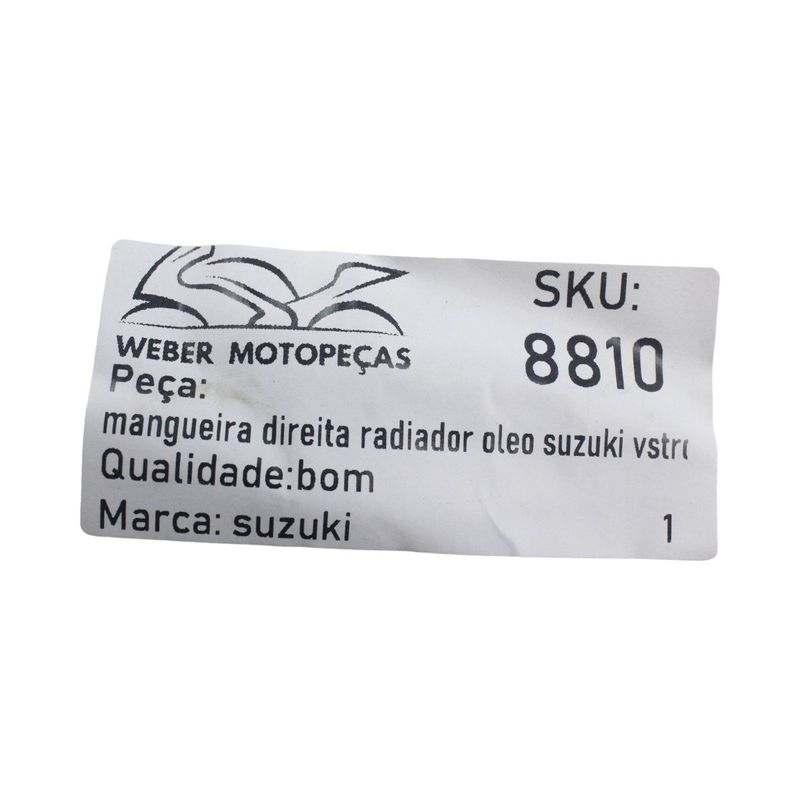 SKU:
8810
WEBER MOTOPEÇAS
Peça:
mangueira direita radiador oleo suzuki
Qualidade:bom
Marca: suzuki
1